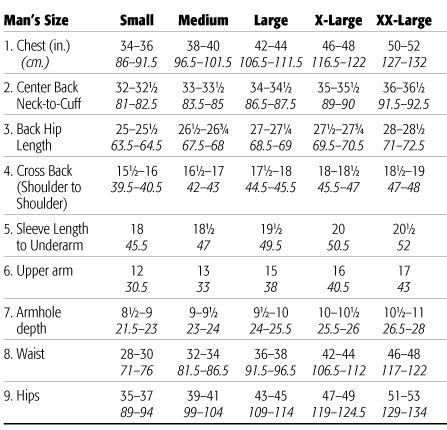 Man's Size Small Medium Large X-Large XX-Large
1. Chest (in.) 34–36 38–40 42–44 46–48 50–52
(cm.) 86–91.5 96.5–101.5 106.5–111.5 116.5–122 127–132
2. Center Back 32–32½ 33–33½ 34–34½ 35–35½ 36–36½
Neck-to-Cuff 81–82.5 83.5–85 86.5–87.5 89–90 91.5–92.5
3. Back Hip 25–25½ 26½–26¾ 27–27¼ 27½–27¾ 28–28½
Length 63.5–64.5 67.5–68 68.5–69 69.5–70.5 71–72.5
4. Cross Back 15½–16 16½–17 17½–18 18–18½ 18½–19
(Shoulder to 39.5–40.5 42–43 44.5–45.5 45.5–47 47–48
Shoulder)
5. Sleeve Length 18 18½ 19½ 20 20½
to Underarm 45.5 47 49.5 50.5 52
6. Upper arm 12 13 15 16 17
30.5 33 38 40.5 43
7. Armhole 8½–9 9–9½ 9½–10 10–10½ 10½–11
depth 21.5–23 23–24 24–25.5 25.5–26 26.5–28
8. Waist 28–30 32–34 36–38 42–44 46–48
71–76 81.5–86.5 91.5–96.5 106.5–112 117–122
9. Hips 35–37 39–41 43–45 47–49 51–53
89–94 99–104 109–114 119–124.5 129–134